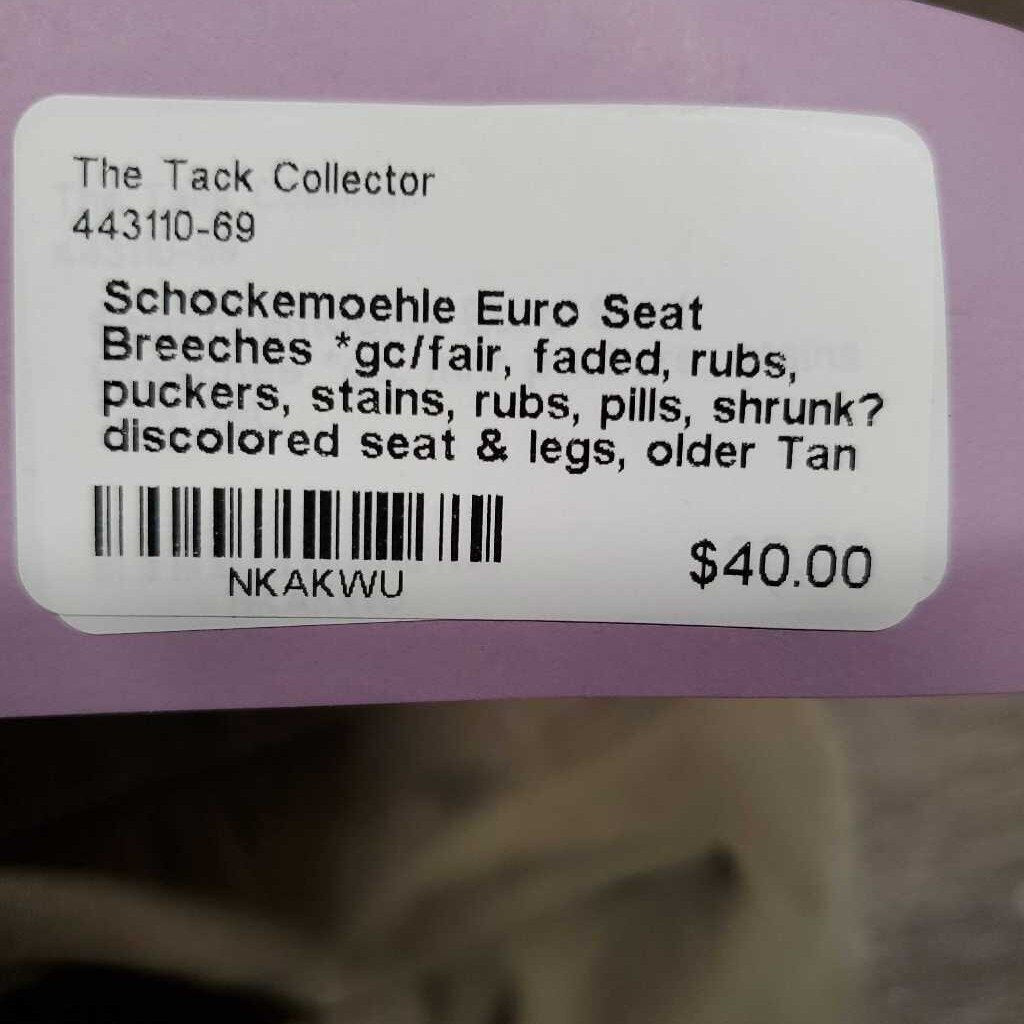 The Tack Collector
443110-69
Schockemoehle Euro Seat
Breeches *gc/fair, faded, rubs,
puckers, stains, rubs, pills, shrunk?
discolored seat & legs, older Tan
NKAKWU
$40.00